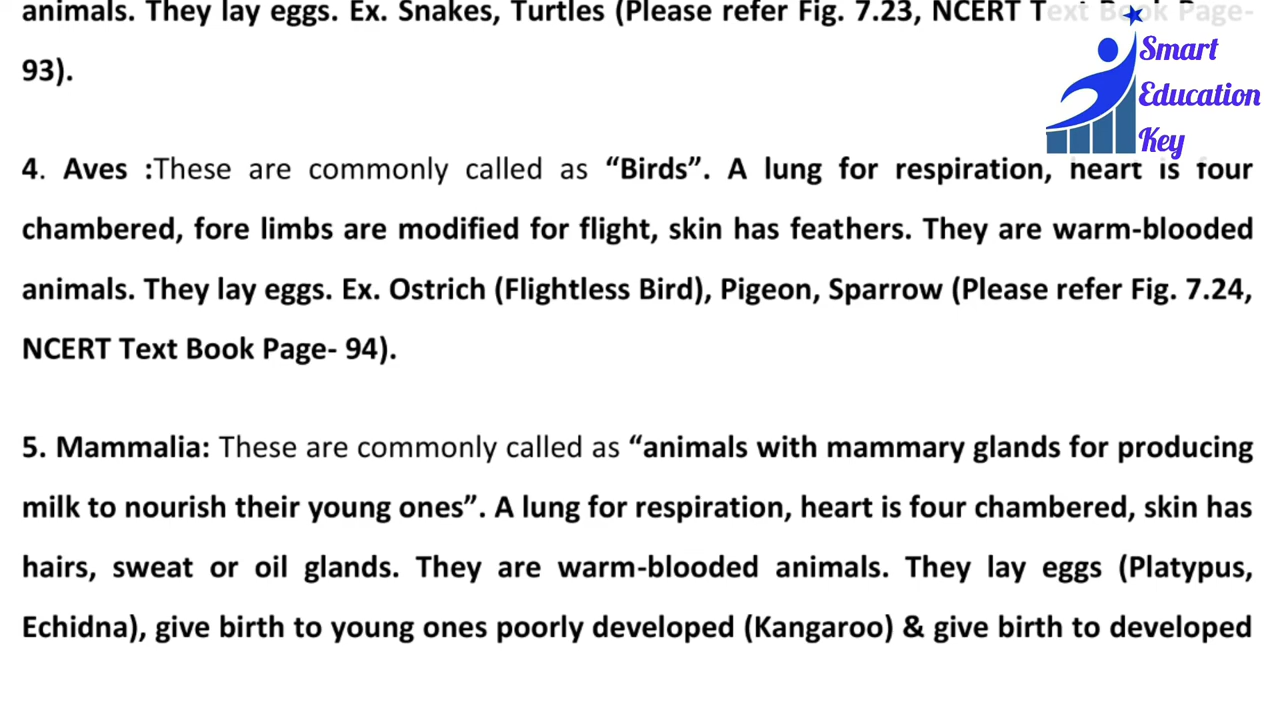 animals. They lay eggs. Ex. Snakes, Turtles (Please refer Fig. 7.23, NCERT Text Book Page-
93).
Smart
Education
Key
4. Aves :These are commonly called as “Birds”. A lung for respiration, heart is four
chambered, fore limbs are modified for flight, skin has feathers. They are warm-blooded
animals. They lay eggs. Ex. Ostrich (Flightless Bird), Pigeon, Sparrow (Please refer Fig. 7.24,
NCERT Text Book Page- 94).
5. Mammalia: These are commonly called as “animals with mammary glands for producing
milk to nourish their young ones”. A lung for respiration, heart is four chambered, skin has
hairs, sweat or oil glands. They are warm-blooded animals. They lay eggs (Platypus,
Echidna), give birth to young ones poorly developed (Kangaroo) & give birth to developed